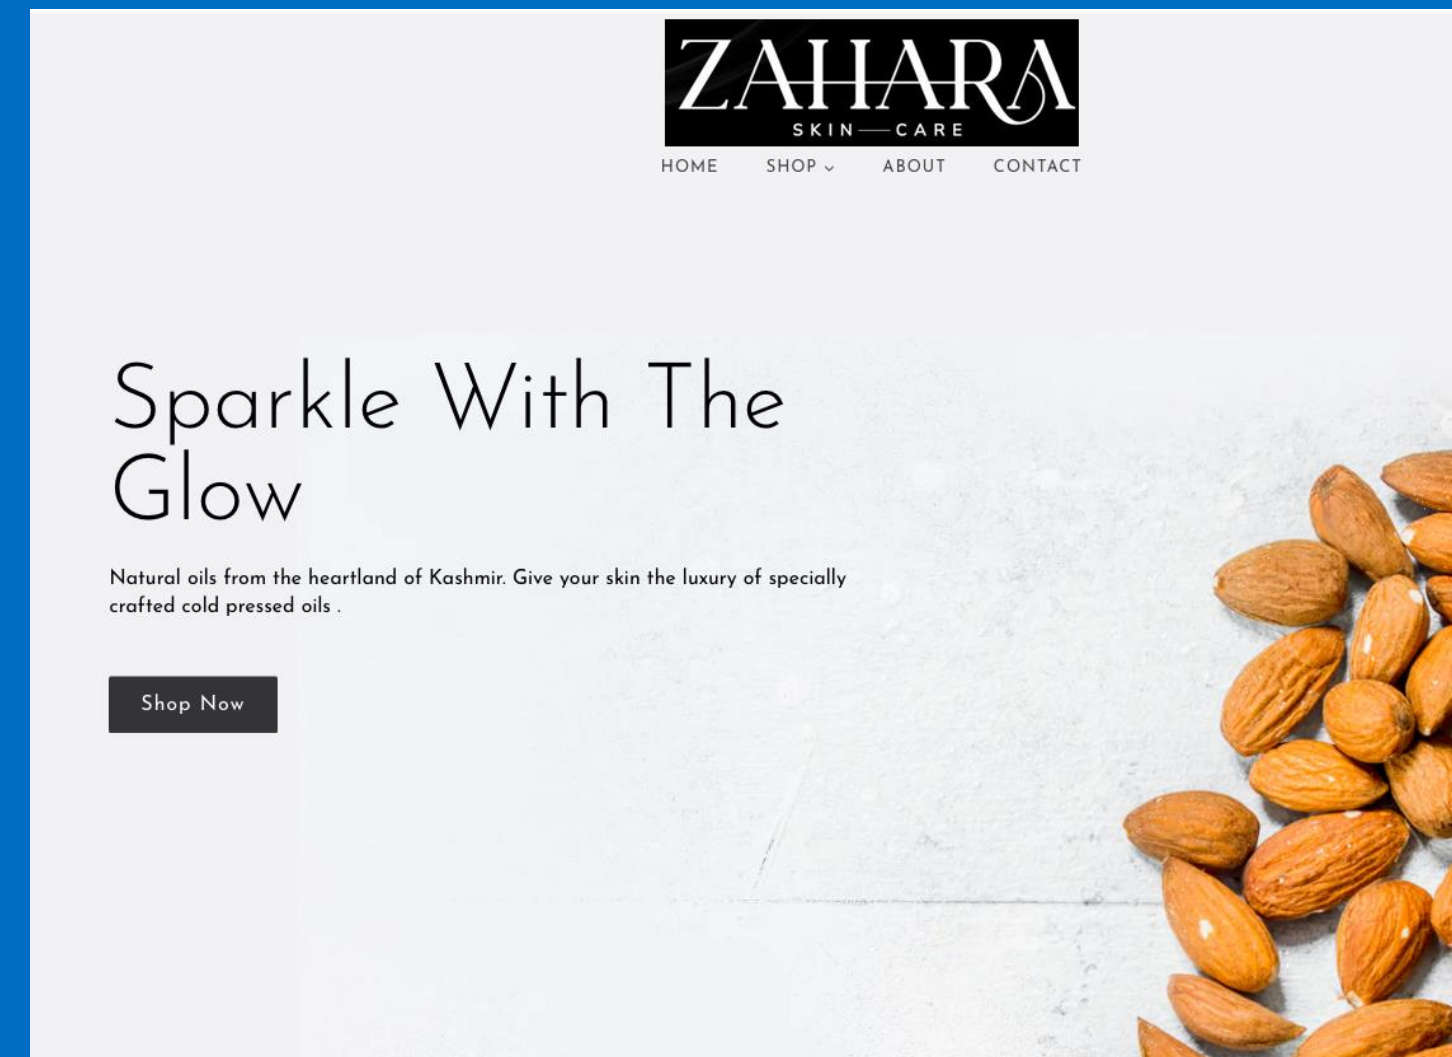 ZAHARA
SKIN—CARE
HOME SHOP ABOUT CONTACT
Sparkle With The
Glow
Natural oils from the heartland of Kashmir. Give your skin the luxury of specially
crafted cold pressed oils .
Shop Now